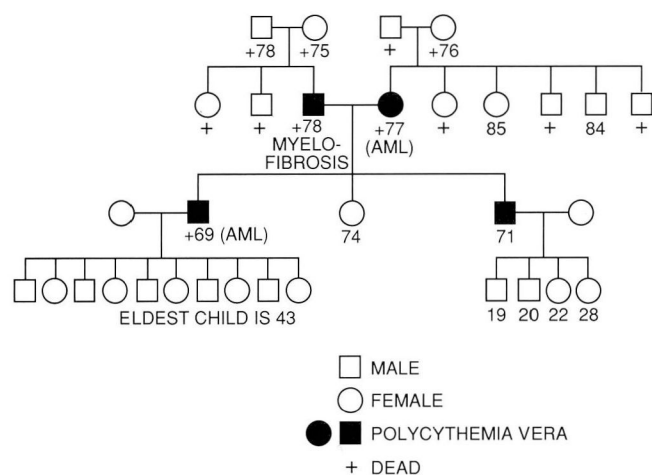 +78 +75 + +76
+ + +78 +77 + 85 + 84 +
MYELO-
FIBROSIS
(AML)
+69 (AML) 74 71
ELDEST CHILD IS 43
19 20 22 28
MALE
FEMALE
POLYCYTHEMIA VERA
+ DEAD